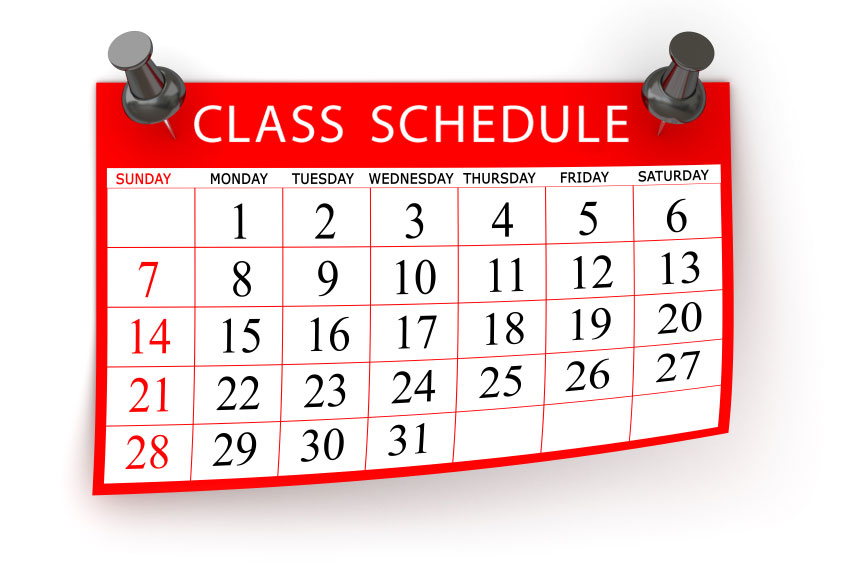 CLASS SCHEDULE
SUNDAY MONDAY TUESDAY WEDNESDAY THURSDAY FRIDAY SATURDAY
1 2 3 4 5 6
7 8 9 10 11 12 13
14 15 16 17 18 19 20
21 22 23 24 25 26 27
28 29 30 31